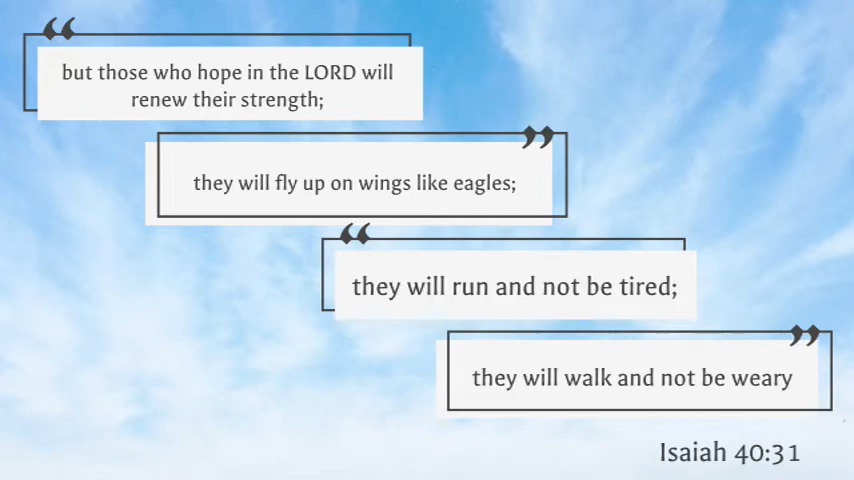 “
but those who hope in the LORD will
renew their strength;
”
they will fly up on wings like eagles;
“
they will run and not be tired;
”
they will walk and not be weary
Isaiah 40:31